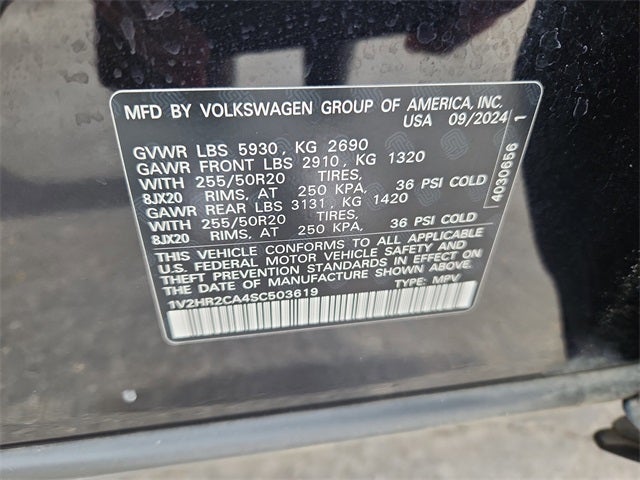 MFD BY VOLKSWAGEN GROUP OF AMERICA, INC.
USA 09/2024
GVWR LBS 5930, KG 2690
GAWR FRONT LBS 2910, KG 1320
WITH 255/50R20 TIRES,
8JX20 RIMS, AT 250 KPA, 36 PSI COLD
GAWR REAR LBS 3131, KG 1420
WITH 255/50R20 TIRES,
8JX20 RIMS, AT 250 KPA, 36 PSI COLD
THIS VEHICLE CONFORMS TO ALL APPLICABLE
U.S. FEDERAL MOTOR VEHICLE SAFETY AND
THEFT PREVENTION STANDARDS IN EFFECT ON
THE DATE OF MANUFACTURE SHOWN ABOVE.
1V2HR2CA4SC503619 TYPE: MPV
4030656
1